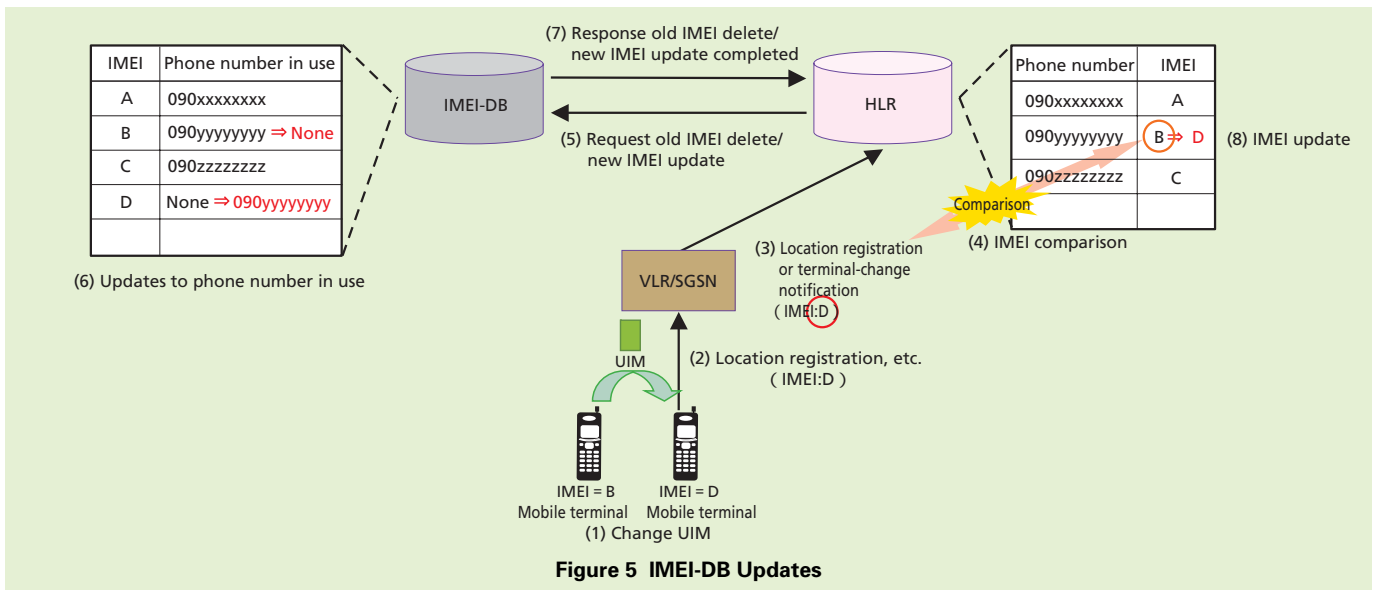 (7) Response old IMEI delete/
new IMEI update completed
IMEI Phone number in use
A 090xxxxxxxx
B 090yyyyyyyy ⇒ None
C 090zzzzzzzz
D None ⇒ 090yyyyyyyy
(6) Updates to phone number in use
IMEI-DB
HLR
(5) Request old IMEI delete/
new IMEI update
Phone number IMEI
090xxxxxxxx A
090yyyyyyyy B ⇒ D
090zzzzzzzz C
(8) IMEI update
Comparison
(4) IMEI comparison
(3) Location registration
or terminal-change
notification
( IMEI:D )
VLR/SGSN
UIM
(2) Location registration, etc.
( IMEI:D )
IMEI = B IMEI = D
Mobile terminal Mobile terminal
(1) Change UIM
Figure 5 IMEI-DB Updates